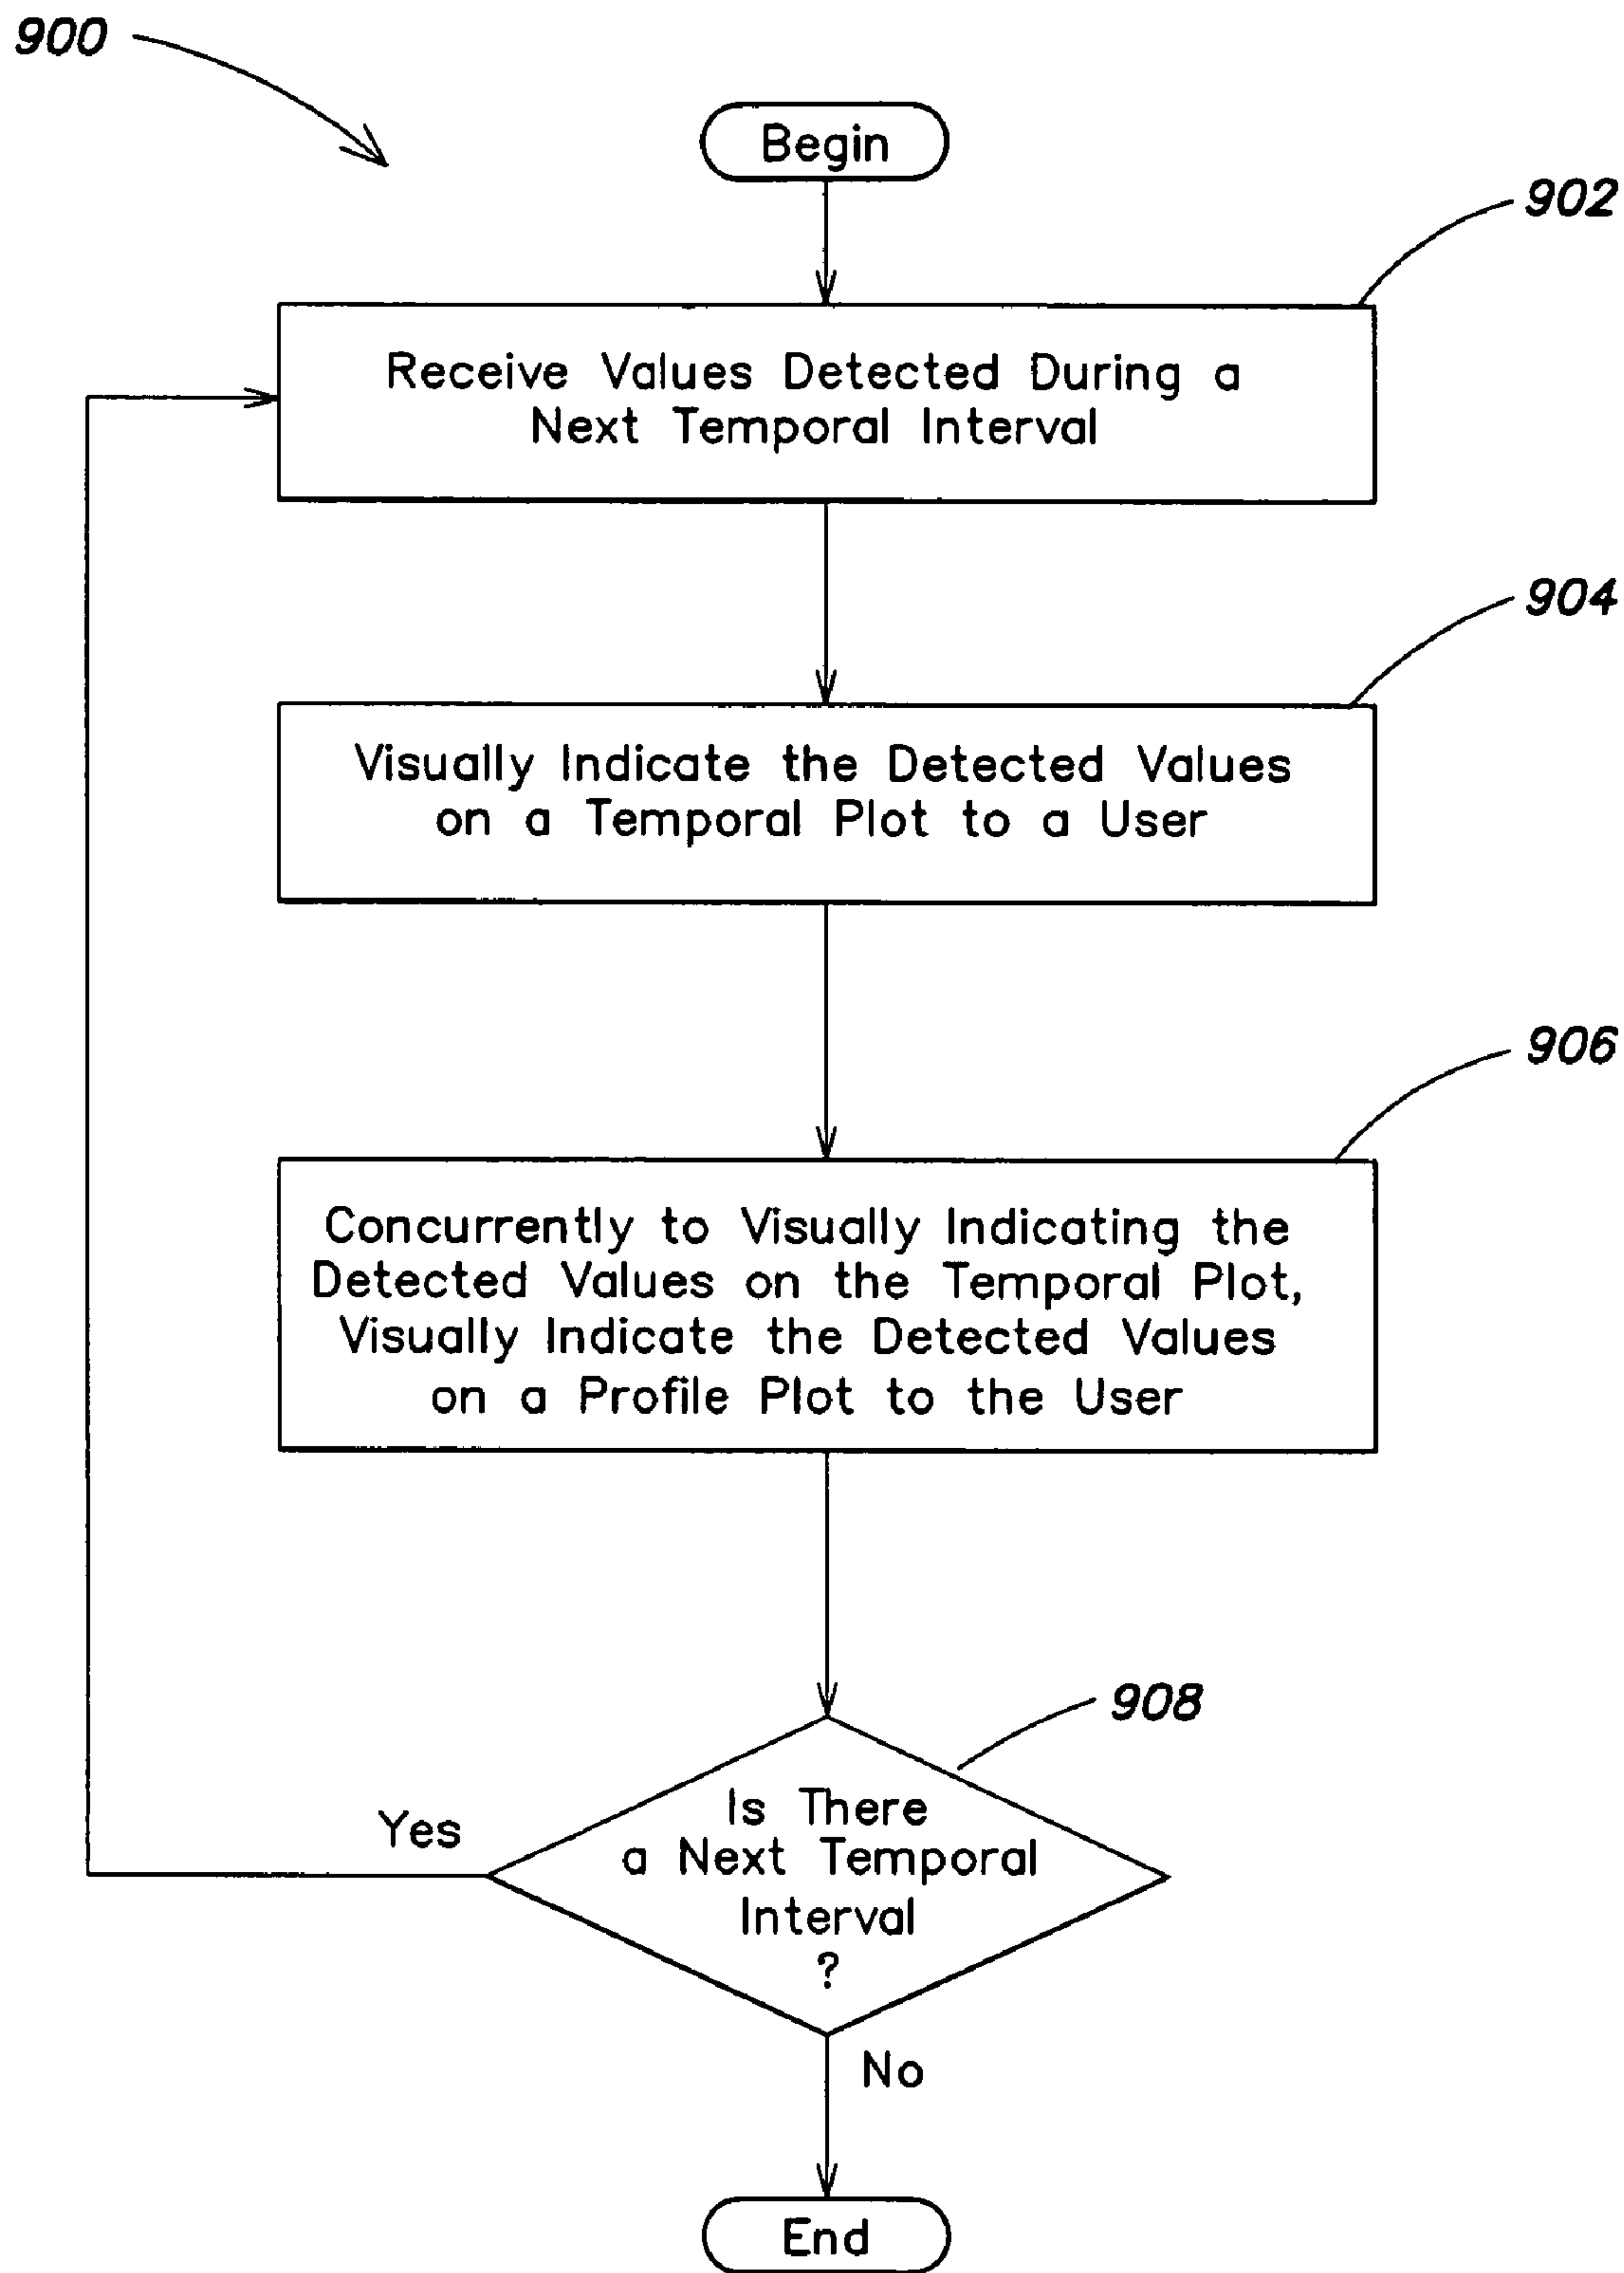 900
Begin
902
Receive Values Detected During a
Next Temporal Interval
904
Visually Indicate the Detected Values
on a Temporal Plot to a User
906
Concurrently to Visually Indicating the
Detected Values on the Temporal Plot,
Visually Indicate the Detected Values
on a Profile Plot to the User
908
Is There
a Next Temporal
Interval
?
Yes
No
End